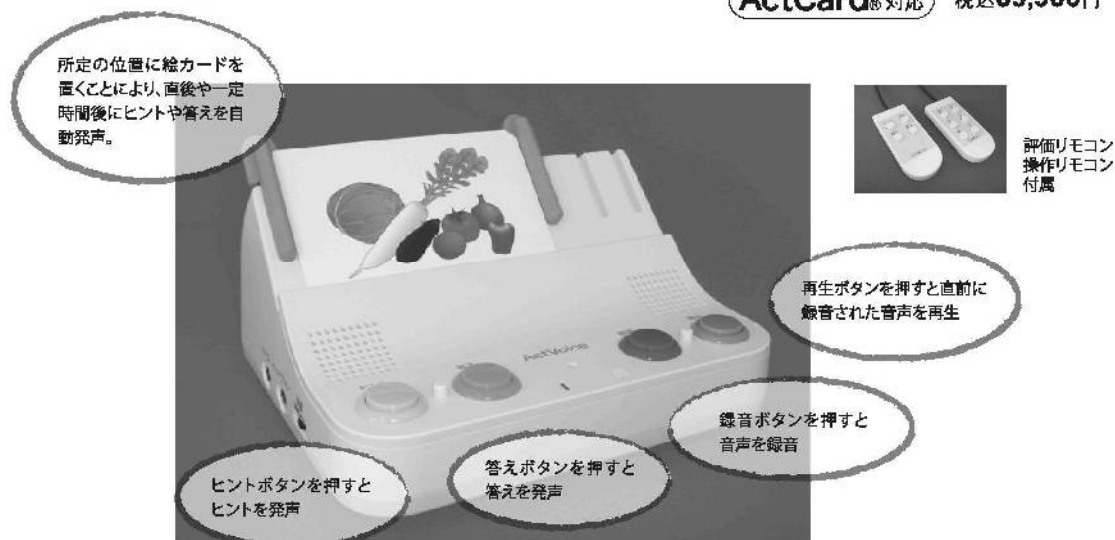 ActCard®対応
所定の位置に絵カードを
置くことにより、直後や一定
時間後にヒントや答えを自
動発声。
評価リモコン
操作リモコン
付属
再生ボタンを押すと直前に
録音された音声を再生
ActVoice
録音ボタンを押すと
音声を録音
答えボタンを押すと
答えを発声
ヒントボタンを押すと
ヒントを発声